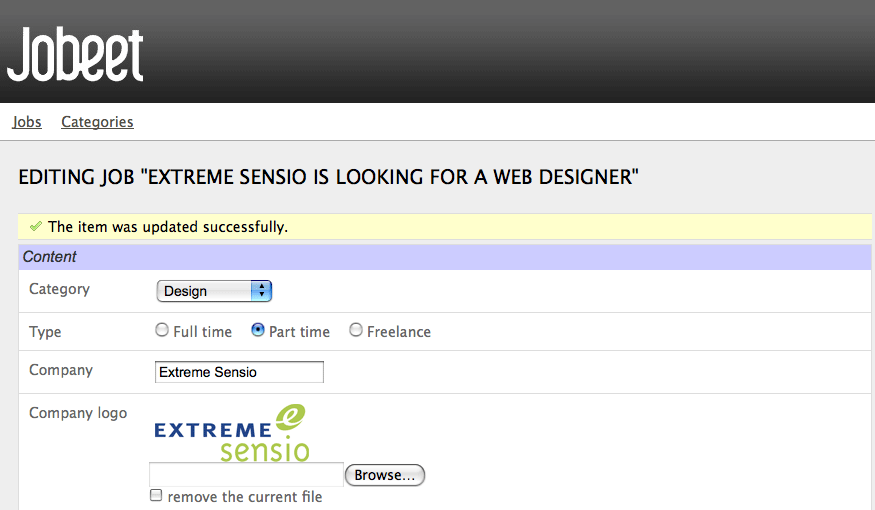 Jobeet
Jobs Categories
EDITING JOB "EXTREME SENSIO IS LOOKING FOR A WEB DESIGNER"
The item was updated successfully.
Content
Category Design
Type Full time Part time Freelance
Company Extreme Sensio
Company logo
EXTREME e
sensio
Browse...
remove the current file